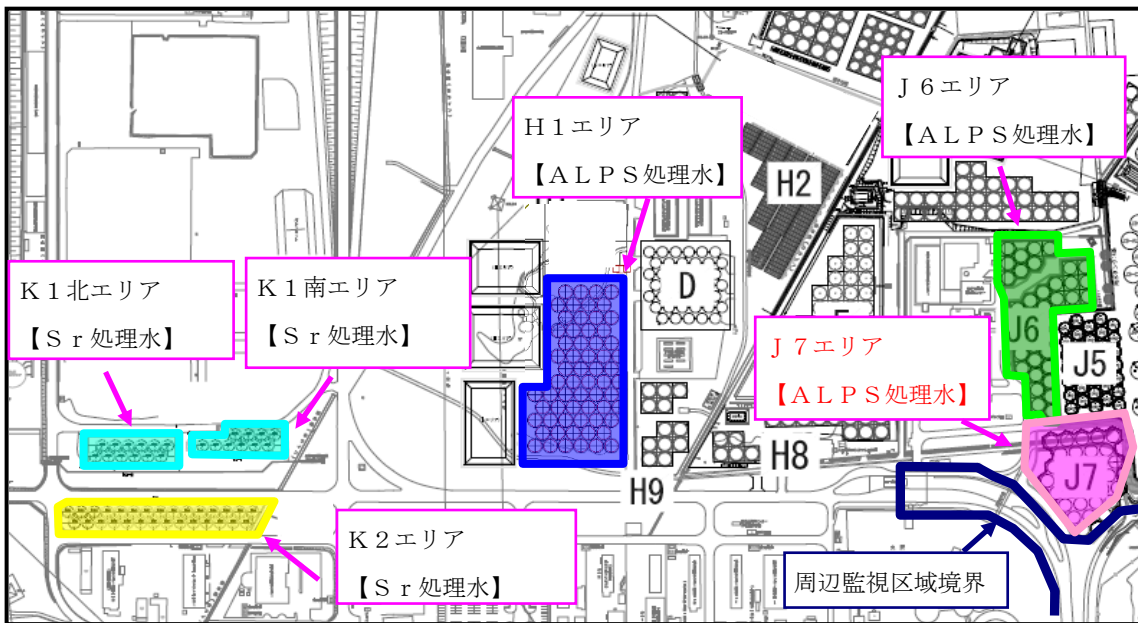 J6エリア
【ALPS処理水】
H1エリア
【ALPS処理水】
H2
K1北エリア
【Sr処理水】
K1南エリア
【Sr処理水】
D
J6
J5
J7エリア
【ALPS処理水】
J7
H8
H9
K2エリア
【Sr処理水】
周辺監視区域境界